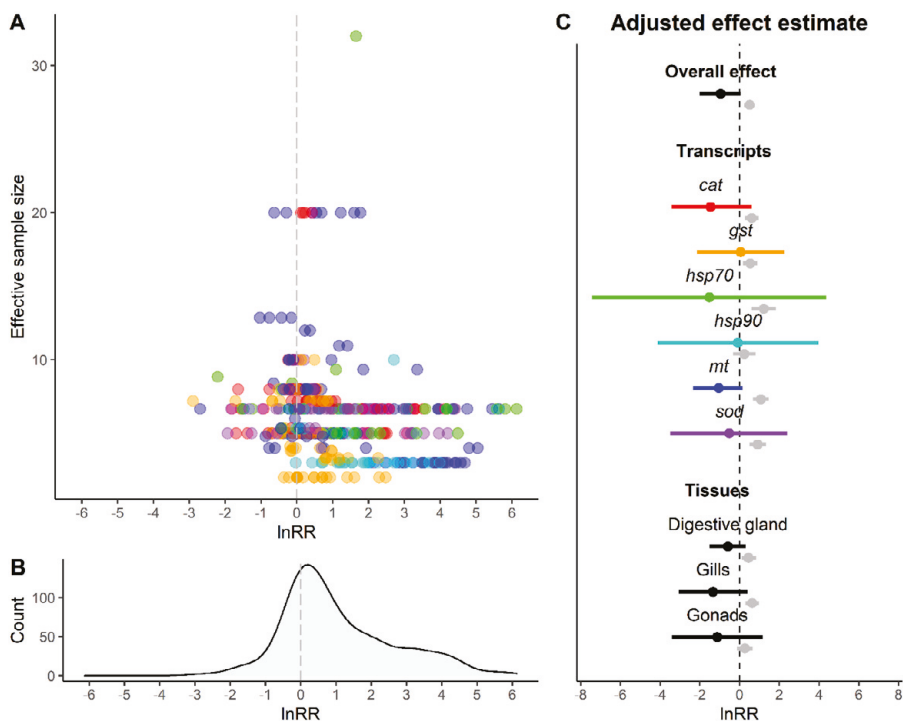 A
Effective sample size
30
20
10
-6 -5 -4 -3 -2 -1 0 1 2 3 4 5 6
lnRR
B
Count
100
50
0
-6 -5 -4 -3 -2 -1 0 1 2 3 4 5 6
lnRR
C Adjusted effect estimate
Overall effect
Transcripts
cat
gst
hsp70
hsp90
mt
sod
Tissues
Digestive gland
Gills
Gonads
-8 -6 -4 -2 0 2 4 6 8
lnRR